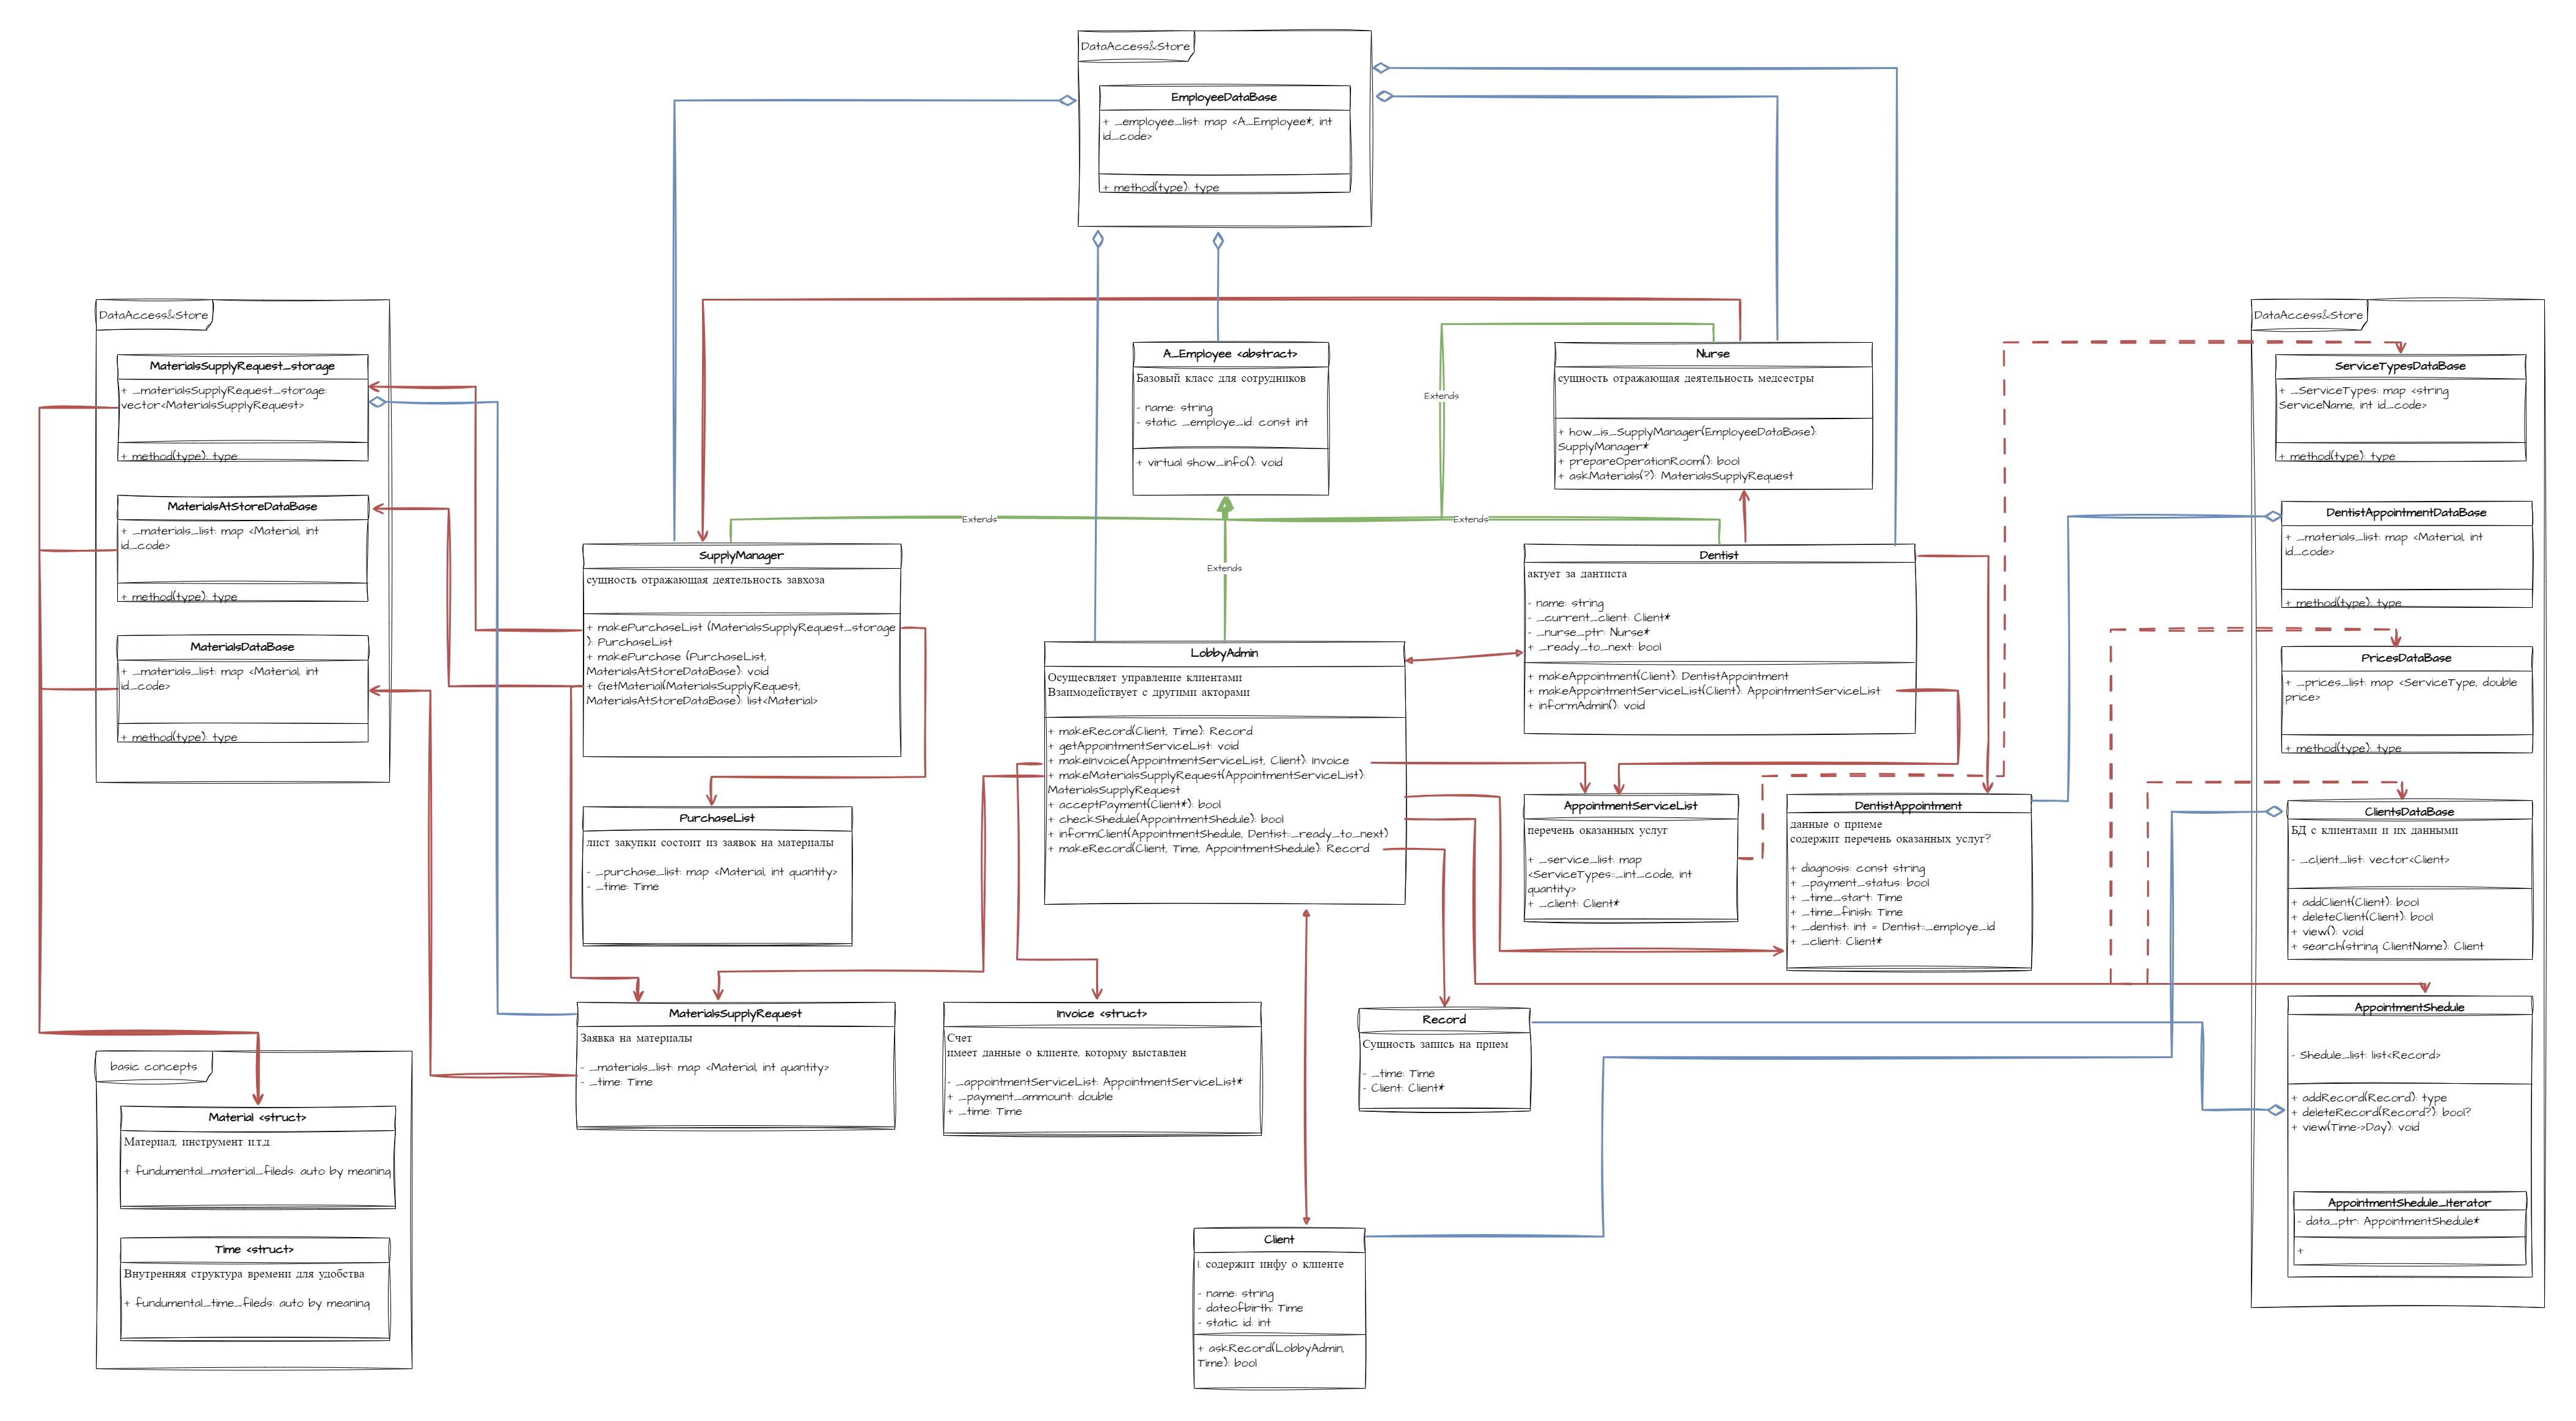 DataAccess&Store
EmployeeDataBase
+ _employee_list: map <A_Employee*, int
id_code>
+ method(type): type
DataAccess&Store
MaterialsSupplyRequest_storage
+ _materialsSupplyRequest_storage:
vector<MaterialsSupplyRequest>
+ method(type): type
MaterialsAtStoreDataBase
+ _materials_list: map <Material, int
id_code>
+ method(type): type
MaterialsDataBase
+ _materials_list: map <Material, int
id_code>
+ method(type): type
A_Employee <abstract>
Базовый класс для сотрудников
- name: string
- static _employe_id: const int
+ virtual show_info(): void
Nurse
сущность отражающая деятельность медсестры
+ how_is_SupplyManager(EmployeeDataBase):
SupplyManager*
+ prepareOperationRoom(): bool
+ askMaterials(?): MaterialsSupplyRequest
Extends
Extends
Extends
Extends
SupplyManager
сущность отражающая деятельность завхоза
+ makePurchaseList (MaterialsSupplyRequest_storage
): PurchaseList
+ makePurchase (PurchaseList,
MaterialsAtStoreDataBase): void
+ GetMaterial(MaterialsSupplyRequest,
MaterialsAtStoreDataBase): list<Material>
Dentist
актует за дантиста
- name: string
- _current_client: Client*
- _nurse_ptr: Nurse*
+ _ready_to_next: bool
+ makeAppointment(Client): DentistAppointment
+ makeAppointmentServiceList(Client): AppointmentServiceList
+ informAdmin(): void
LobbyAdmin
Осущесвляет управление клиентами
Взаимодействует с другими акторами
+ makeRecord(Client, Time): Record
+ getAppointmentServiceList: void
+ makeInvoice(AppointmentServiceList, Client): Invoice
+ makeMaterialsSupplyRequest(AppointmentServiceList):
MaterialsSupplyRequest
+ acceptPayment(Client*): bool
+ checkShedule(AppointmentShedule): bool
+ informClient(AppointmentShedule, Dentist::_ready_to_next)
+ makeRecord(Client, Time, AppointmentShedule): Record
PurchaseList
лист закупки состоит из заявок на материалы
- _purchase_list: map <Material, int quantity>
- _time: Time
AppointmentServiceList
перечень оказанных услуг
+ _service_list: map
<ServiceTypes::_int_code, int
quantity>
+ _client: Client*
DentistAppointment
данные о приеме
содержит перечень оказанных услуг?
+ diagnosis: const string
+ _payment_status: bool
+ _time_start: Time
+ _time_finish: Time
+ _dentist: int = Dentist::_employe_id
+ _client: Client*
MaterialsSupplyRequest
Заявка на материалы
- _materials_list: map <Material, int quantity>
- _time: Time
Invoice <struct>
Счет
имеет данные о клиенте, которму выставлен
- _appointmentServiceList: AppointmentServiceList*
+ _payment_ammount: double
+ _time: Time
Record
Сущность запись на прием
- _time: Time
- Client: Client*
Client
1. содержит инфу о клиенте
- name: string
- dateofbirth: Time
- static id: int
+ askRecord(LobbyAdmin,
Time): bool
basic concepts
Material <struct>
Материал, инструмент и.т.д.
+ fundumental_material_fileds: auto by meaning
Time <struct>
Внутренняя структура времени для удобства
+ fundumental_time_fileds: auto by meaning
DataAccess&Store
ServiceTypesDataBase
+ _ServiceTypes: map <string
ServiceName, int id_code>
+ method(type): type
DentistAppointmentDataBase
+ _materials_list: map <Material, int
id_code>
+ method(type): type
PricesDataBase
+ _prices_list: map <ServiceType, double
price>
+ method(type): type
ClientsDataBase
БД с клиентами и их данными
- _client_list: vector<Client>
+ addClient(Client): bool
+ deleteClient(Client): bool
+ view(): void
+ search(string ClientName): Client
AppointmentShedule
- Shedule_list: list<Record>
+ addRecord(Record): type
+ deleteRecord(Record?): bool?
+ view(Time->Day): void
AppointmentShedule_Iterator
- data_ptr: AppointmentShedule*
+